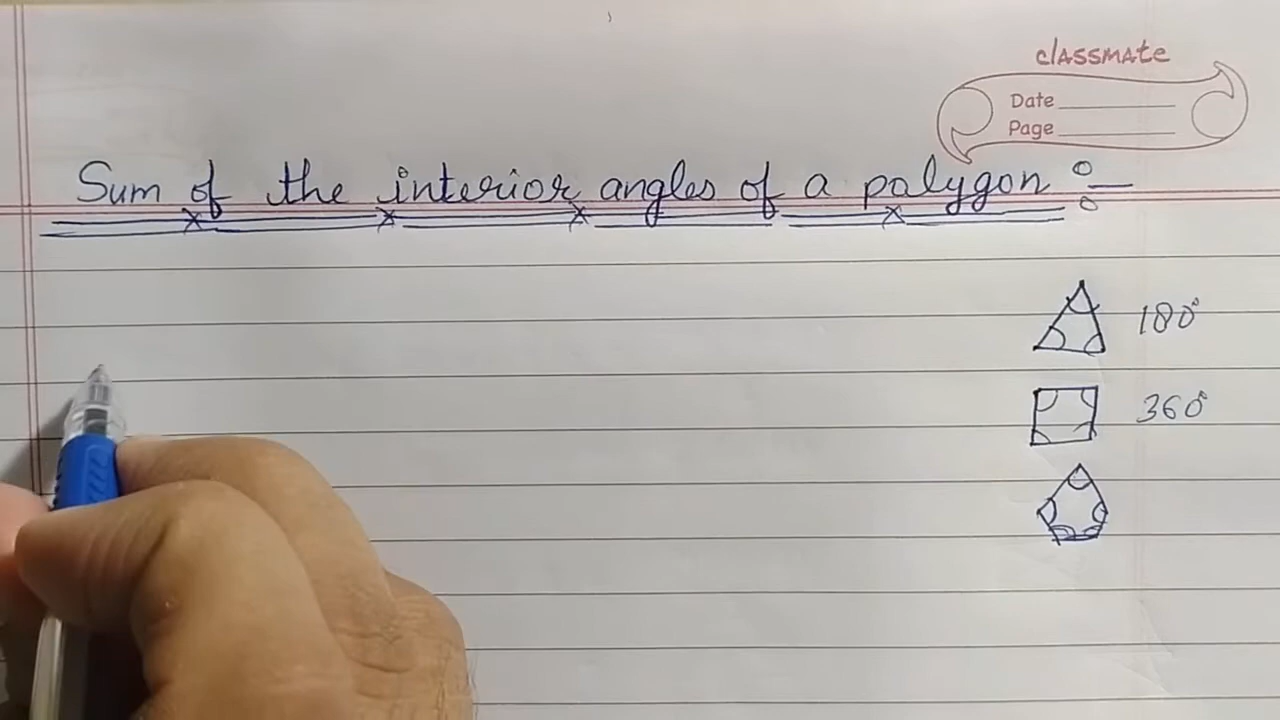 classmate
Date
Page
Sum of the interior angles of a polygon :-
180°
360°